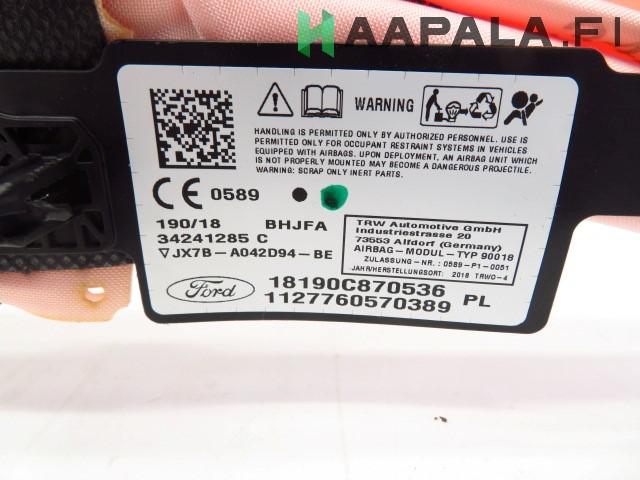 HAAPALA.FI
WARNING
HANDLING IS PERMITTED ONLY BY AUTHORIZED PERSONNEL. USE IS
PERMITTED ONLY FOR OCCUPANT RESTRAINT SYSTEMS IN VEHICLES
EQUIPPED WITH AIRBAGS. UPON DEPLOYMENT, AN AIRBAG UNIT WHICH
IS NOT PROPERLY MOUNTED MAY BECOME A DANGEROUS PROJECTILE.
WARNING: SCRAP ONLY INERT PARTS.
CE 0589
190/18 BHJFA
34241285 C
▽JX7B - A042D94 - BE
TRW Automotive GmbH
Industriestrasse 20
73553 Alfdorf (Germany)
AIRBAG - MODUL - TYP 90018
ZULASSUNG - NR.: 0589 - P1 - 0051
JAHR/HERSTELLUNGSORT: 2018 TRWO - 4
Ford
18190C870536
1127760570389 PL